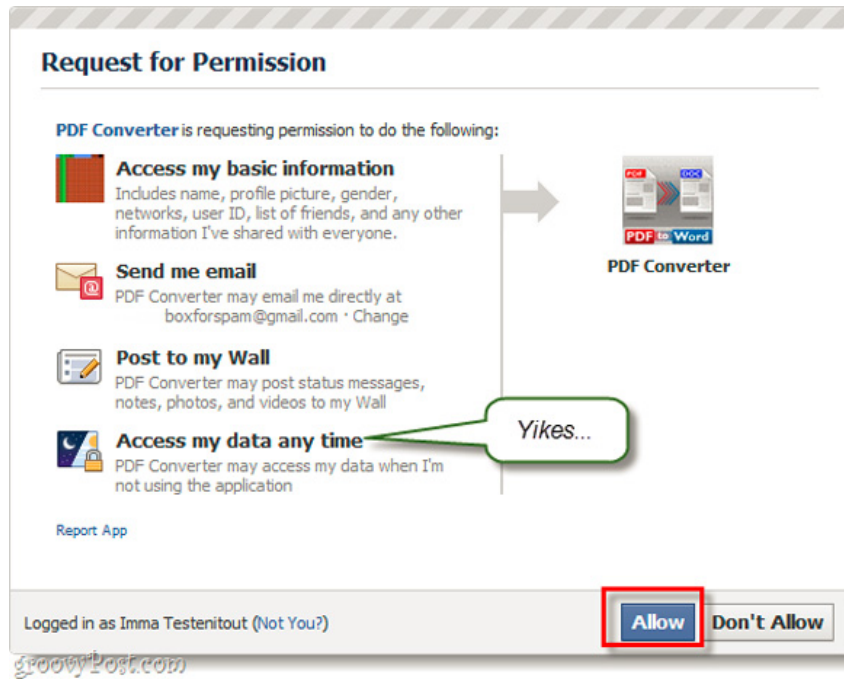 Request for Permission
PDF Converter is requesting permission to do the following:
Access my basic information
Includes name, profile picture, gender,
networks, user ID, list of friends, and any other
information I've shared with everyone.
PDF DOC
PDF to Word
PDF Converter
Send me email
PDF Converter may email me directly at
boxforspam@gmail.com · Change
Post to my Wall
PDF Converter may post status messages,
notes, photos, and videos to my Wall
Access my data any time
Yikes...
PDF Converter may access my data when I'm
not using the application
Report App
Logged in as Imma Testenitout (Not You?)
Allow
Don't Allow
groovyPost.com